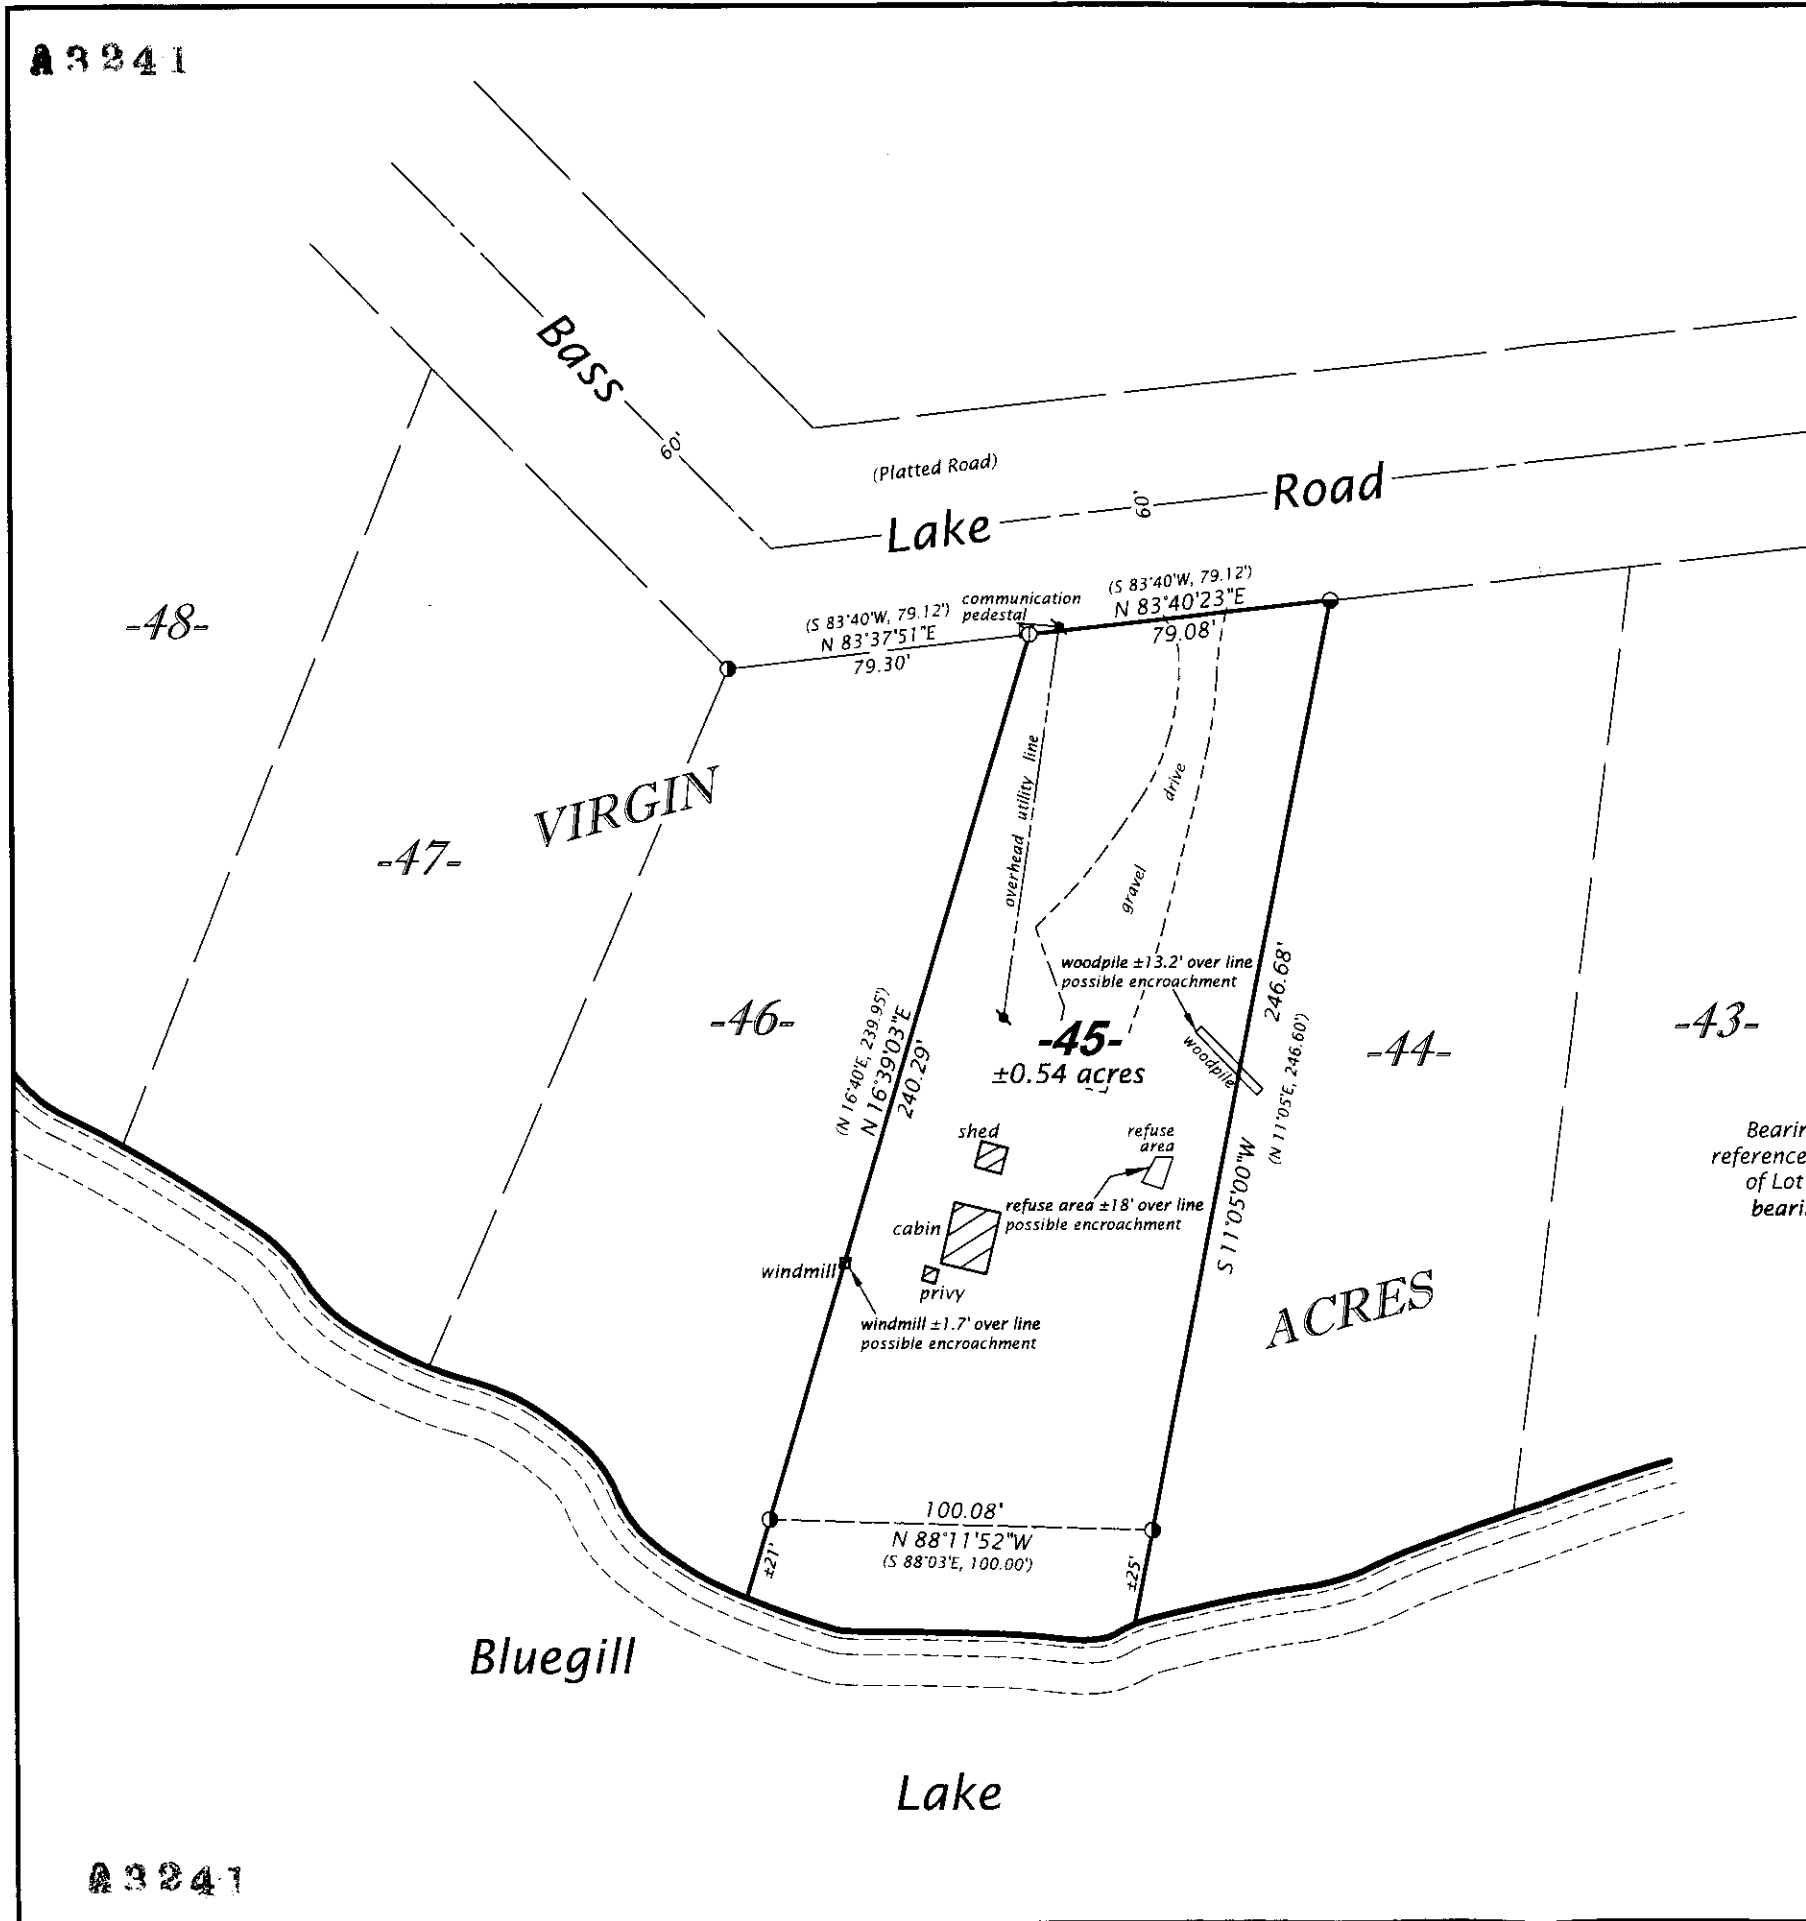 A3241
Bass
60'
(Platted Road)
Lake
60'
Road
-48-
(S 83°40'W, 79.12')
N 83°37'51"E
79.30'
communication
pedestal
(S 83°40'W, 79.12')
N 83°40'23"E
79.08'
VIRGIN
-47-
overhead utility line
drive
gravel
woodpile ±13.2' over line
possible encroachment
246.68'
(N 11°05'E, 246.60')
S 11°05'00"W
-46-
(N 16°40'E, 239.95')
N 16°39'03"E
240.29'
-45-
±0.54 acres
woodpile
-44-
-43-
shed
refuse
area
Bearin
reference
of Lot
beari
refuse area ±18' over line
possible encroachment
cabin
windmill
privy
windmill ±1.7' over line
possible encroachment
ACRES
100.08'
N 88°11'52"W
(S 88°03'E, 100.00')
±21'
±25'
Bluegill
Lake
A3241